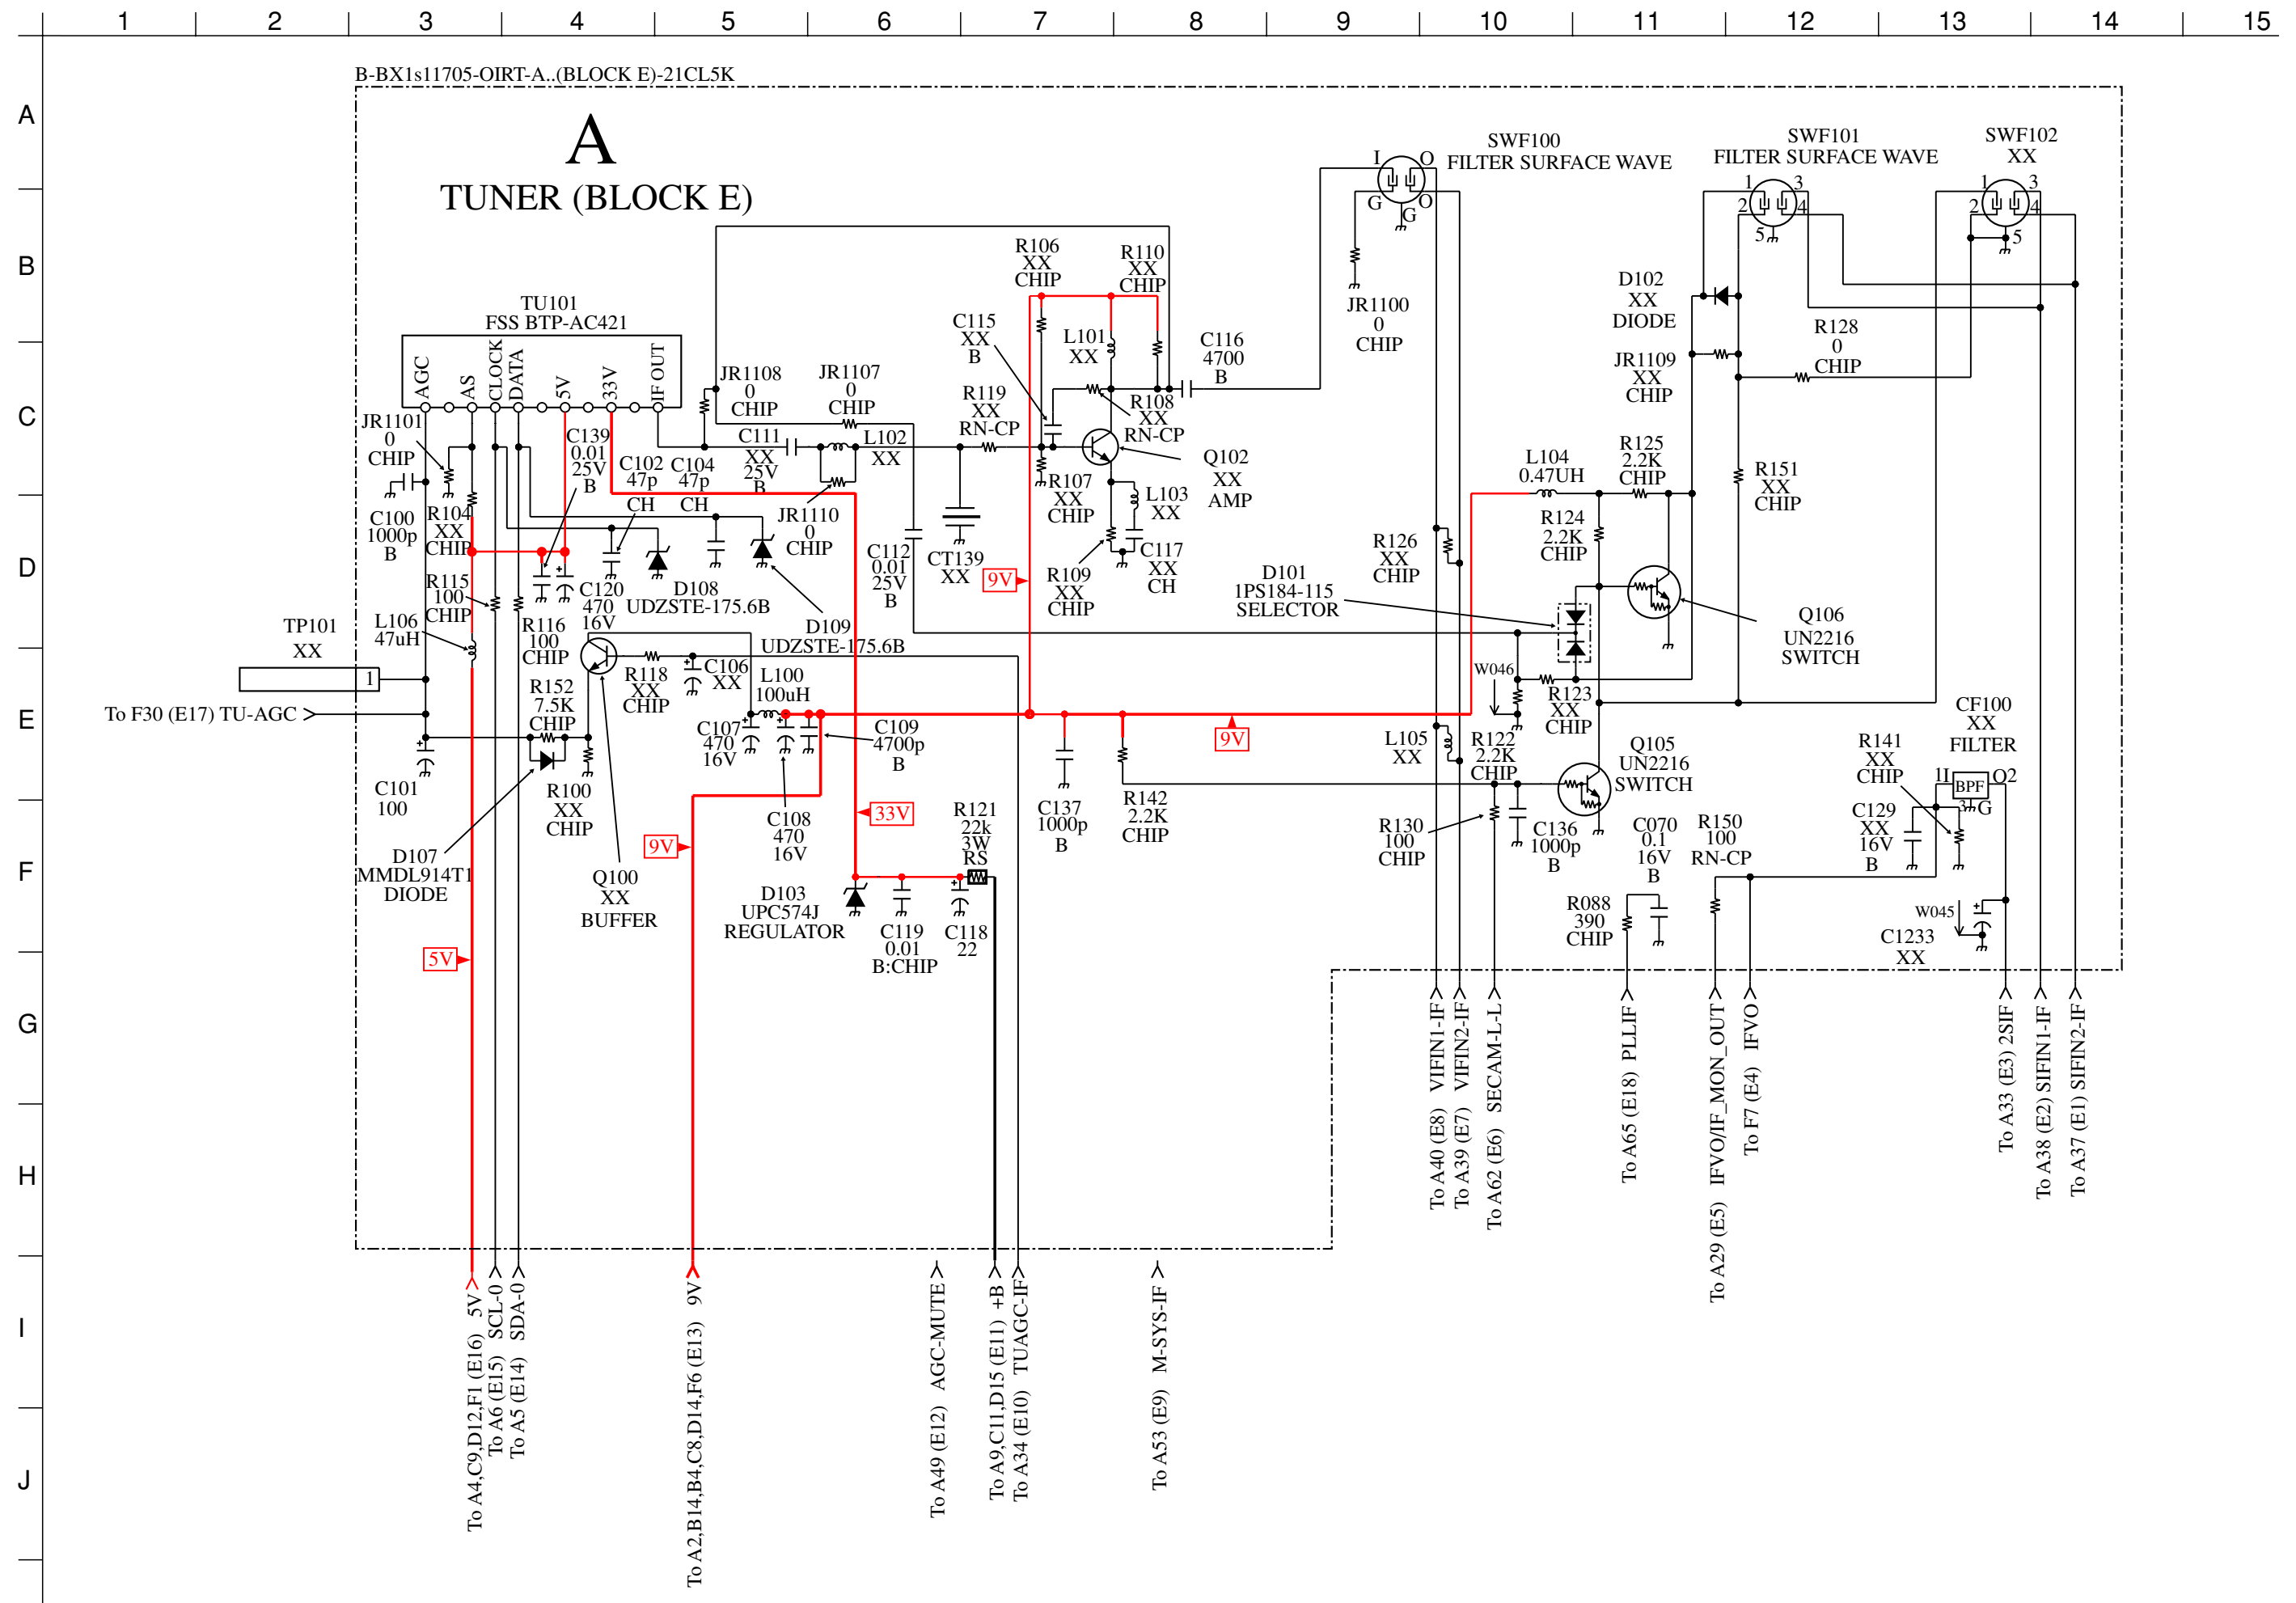 1 2 3 4 5 6 7 8 9 10 11 12 13 14 15
A
B
C
D
E
F
G
H
I
J
B-BX1s11705-OIRT-A..(BLOCK E)-21CL5K
A
TUNER (BLOCK E)
SWF100
FILTER SURFACE WAVE
I
O
G
G
O
SWF101
FILTER SURFACE WAVE
1
2
3
4
5
SWF102
XX
1
2
3
4
5
TU101
FSS BTP-AC421
AGC
AS
CLOCK
DATA
5V
33V
IF OUT
R106
XX
CHIP
R110
XX
CHIP
C115
XX
B
L101
XX
C116
4700
B
JR1100
0
CHIP
D102
XX
DIODE
R128
0
CHIP
JR1109
XX
CHIP
JR1108
0
CHIP
JR1107
0
CHIP
R119
XX
RN-CP
R108
XX
RN-CP
JR1101
0
CHIP
C139
0.01
25V
B
C102
47p
CH
C104
47p
CH
C111
XX
25V
B
L102
XX
Q102
XX
AMP
R107
XX
CHIP
L103
XX
L104
0.47UH
R125
2.2K
CHIP
R151
XX
CHIP
C100
1000p
B
R104
XX
CHIP
JR1110
0
CHIP
C112
0.01
25V
B
CT139
XX
9V
R109
XX
CHIP
C117
XX
CH
R126
XX
CHIP
R124
2.2K
CHIP
D101
1PS184-115
SELECTOR
Q106
UN2216
SWITCH
R115
100
CHIP
C120
470
16V
D108
UDZSTE-175.6B
D109
UDZSTE-175.6B
L106
47uH
R116
100
CHIP
TP101
XX
1
To F30 (E17) TU-AGC
R152
7.5K
CHIP
R118
XX
CHIP
C106
XX
L100
100uH
C107
470
16V
C109
4700p
B
9V
W046
R123
XX
CHIP
L105
XX
R122
2.2K
CHIP
Q105
UN2216
SWITCH
CF100
XX
FILTER
R141
XX
CHIP
1I
BPF
O2
3
G
C101
100
R100
XX
CHIP
C108
470
16V
33V
R121
22k
3W
RS
C137
1000p
B
R142
2.2K
CHIP
R130
100
CHIP
C136
1000p
B
C070
0.1
16V
B
R150
100
RN-CP
C129
XX
16V
B
9V
D107
MMDL914T1
DIODE
Q100
XX
BUFFER
D103
UPC574J
REGULATOR
C119
0.01
B:CHIP
C118
22
R088
390
CHIP
W045
C1233
XX
5V
To A40 (E8) VIFIN1-IF
To A39 (E7) VIFIN2-IF
To A62 (E6) SECAM-L-L
To A65 (E18) PLLIF
To A29 (E5) IFVO/IF_MON_OUT
To F7 (E4) IFVO
To A33 (E3) 2SIF
To A38 (E2) SIFIN1-IF
To A37 (E1) SIFIN2-IF
To A4,C9,D12,F1 (E16) 5V
To A6 (E15) SCL-0
To A5 (E14) SDA-0
To A2,B14,B4,C8,D14,F6 (E13) 9V
To A49 (E12) AGC-MUTE
To A9,C11,D15 (E11) +B
To A34 (E10) TUAGC-IF
To A53 (E9) M-SYS-IF